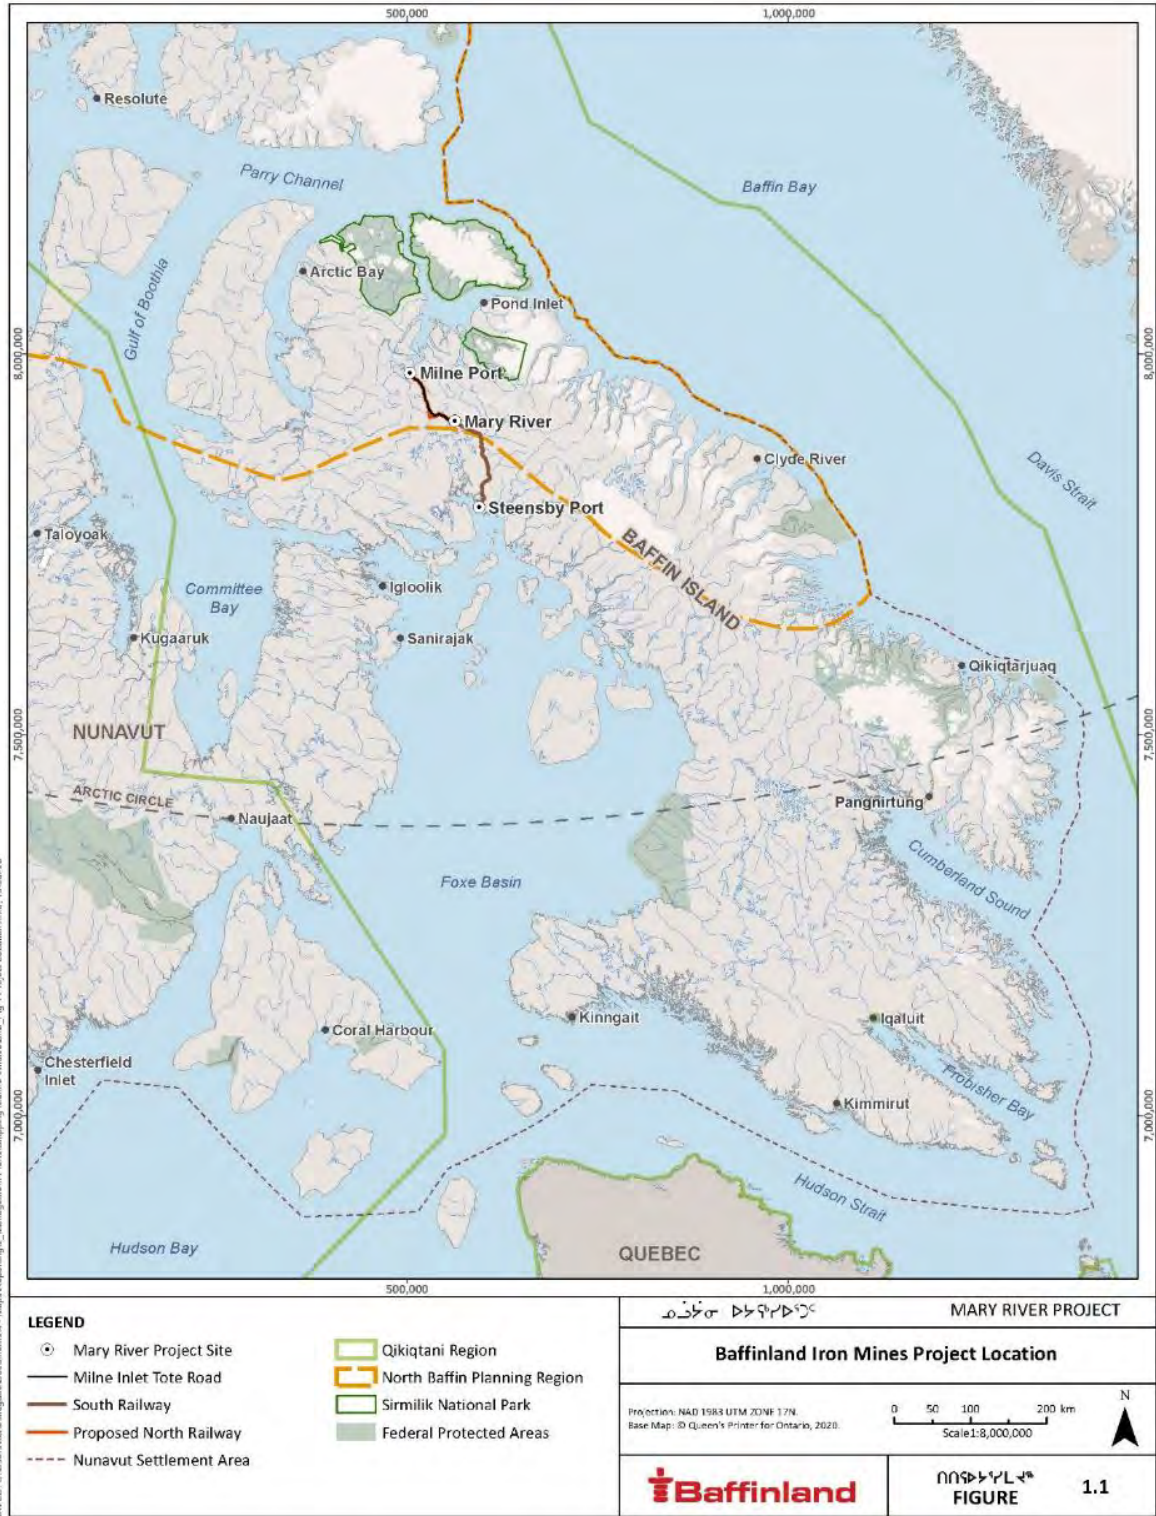 500,000
1,000,000
Resolute
Parry Channel
Baffin Bay
Gulf of Boothia
Arctic Bay
Pond Inlet
8,000,000
8,000,000
Milne Port
Mary River
Clyde River
Davis Strait
Steensby Port
Taloyoak
BAFFIN ISLAND
Committee
Bay
Igloolik
Kugaaruk
Sanirajak
Qikiqtarjuaq
NUNAVUT
7,500,000
7,500,000
ARCTIC CIRCLE
Naujaat
Pangnirtung
Foxe Basin
Cumberland Sound
Kinngait
Iqaluit
Coral Harbour
Chesterfield
Inlet
Frobisher Bay
Kimmirut
7,000,000
7,000,000
Hudson Strait
Hudson Bay
QUEBEC
500,000
1,000,000
LEGEND
Mary River Project Site
Milne Inlet Tote Road
South Railway
Proposed North Railway
Nunavut Settlement Area
Qikiqtani Region
North Baffin Planning Region
Sirmilik National Park
Federal Protected Areas
MARY RIVER PROJECT
Baffinland Iron Mines Project Location
Projection: NAD 1983 UTM ZONE 17N.
Base Map: © Queen's Printer for Ontario, 2020.
0 50 100 200 km
Scale1:8,000,000
N
Baffinland
FIGURE 1.1